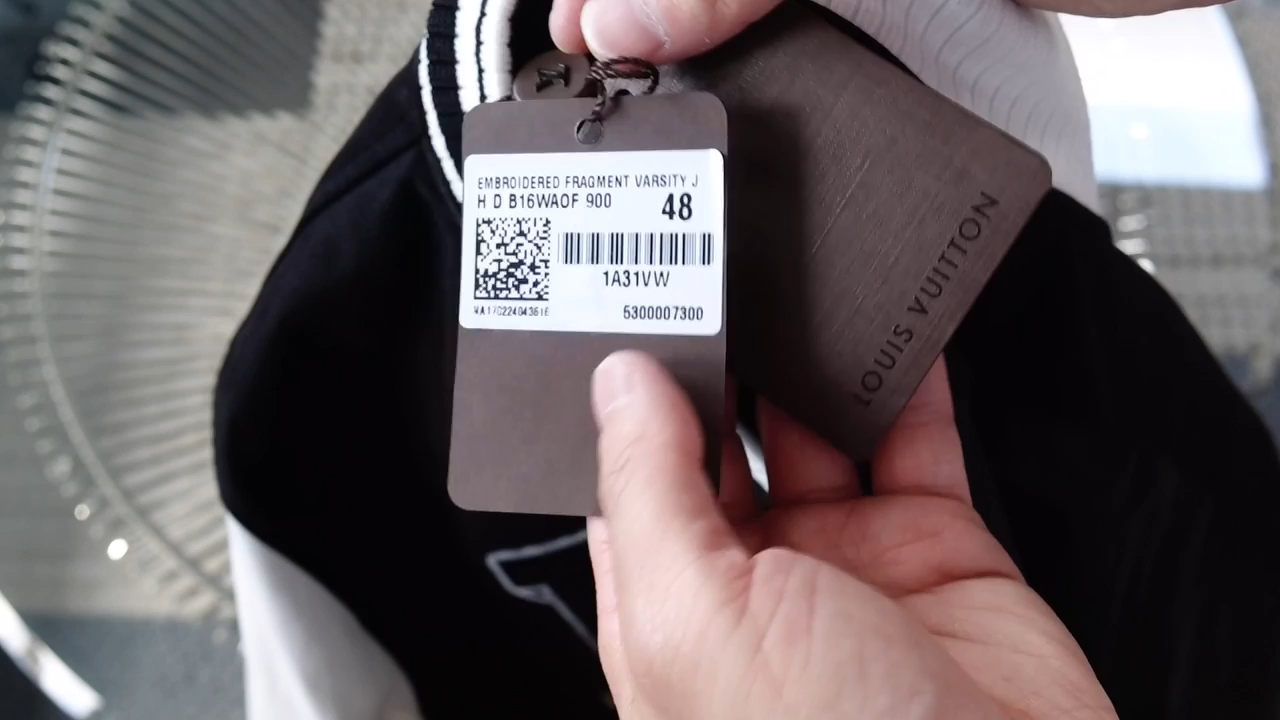 EMBROIDERED FRAGMENT VARSITY J
H D B16WAOF 900
48
1A31VW
5300007300
LOUIS VUITTON